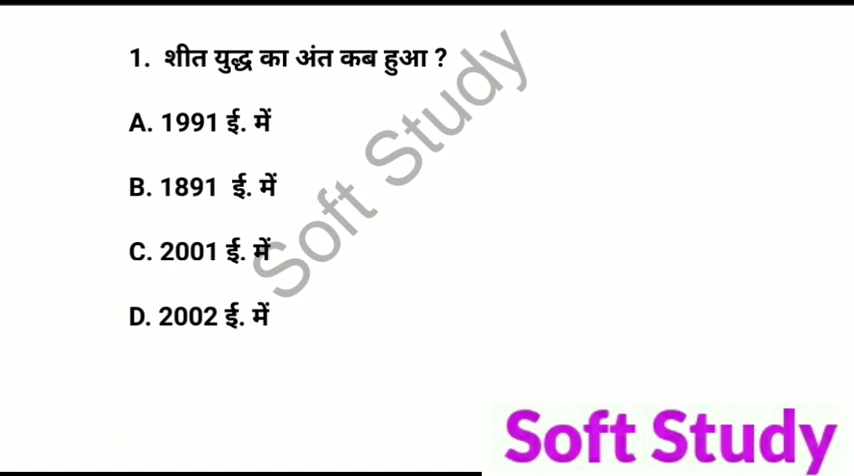 1. शीत युद्ध का अंत कब हुआ ?
A. 1991 ई. में
B. 1891 ई. में
C. 2001 ई. में
D. 2002 ई. में
Soft Study
Soft Study